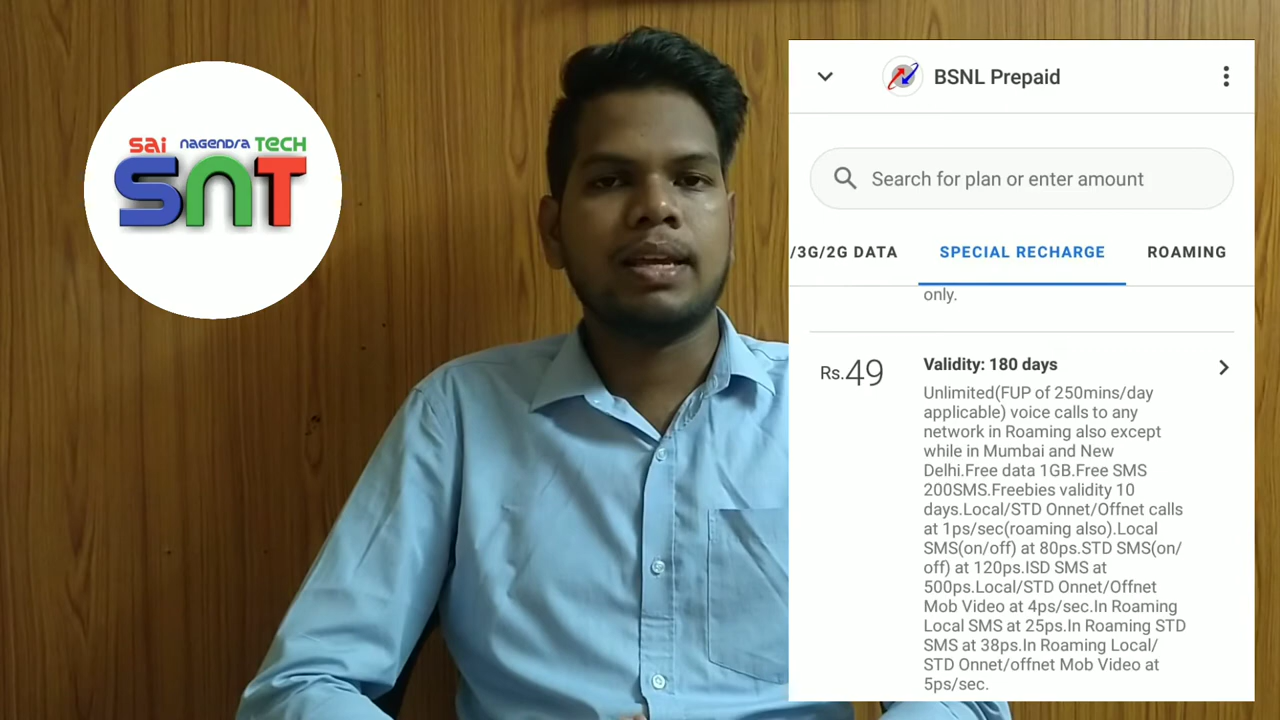 SAI NAGENDRA TECH
SNT
BSNL Prepaid
Search for plan or enter amount
/3G/2G DATA SPECIAL RECHARGE ROAMING
only.
Rs.49
Validity: 180 days
Unlimited(FUP of 250mins/day
applicable) voice calls to any
network in Roaming also except
while in Mumbai and New
Delhi.Free data 1GB.Free SMS
200SMS.Freebies validity 10
days.Local/STD Onnet/Offnet calls
at 1ps/sec(roaming also).Local
SMS(on/off) at 80ps.STD SMS(on/
off) at 120ps.ISD SMS at
500ps.Local/STD Onnet/Offnet
Mob Video at 4ps/sec.In Roaming
Local SMS at 25ps.In Roaming STD
SMS at 38ps.In Roaming Local/
STD Onnet/offnet Mob Video at
5ps/sec.